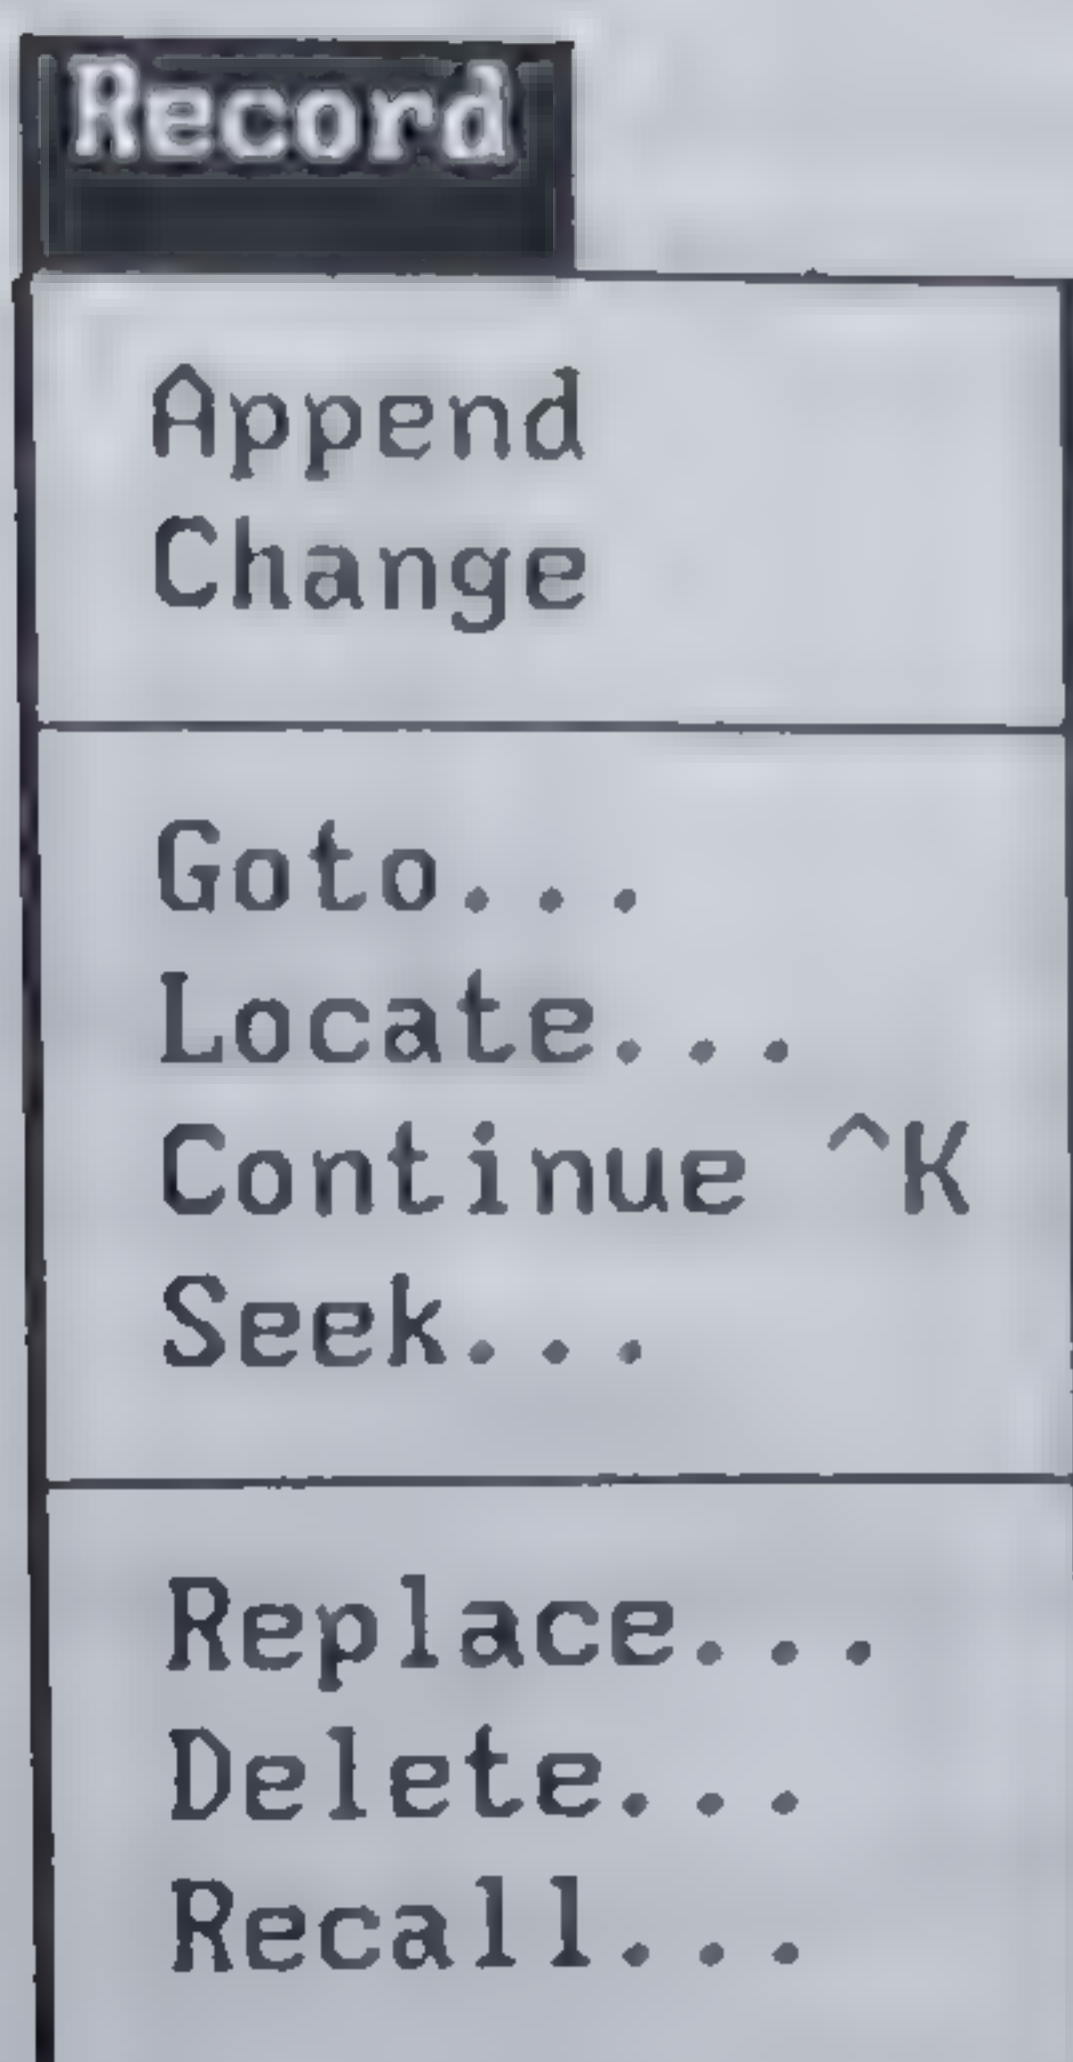 Record
Append
Change
Goto...
Locate...
Continue ^K
Seek...
Replace...
Delete...
Recall...